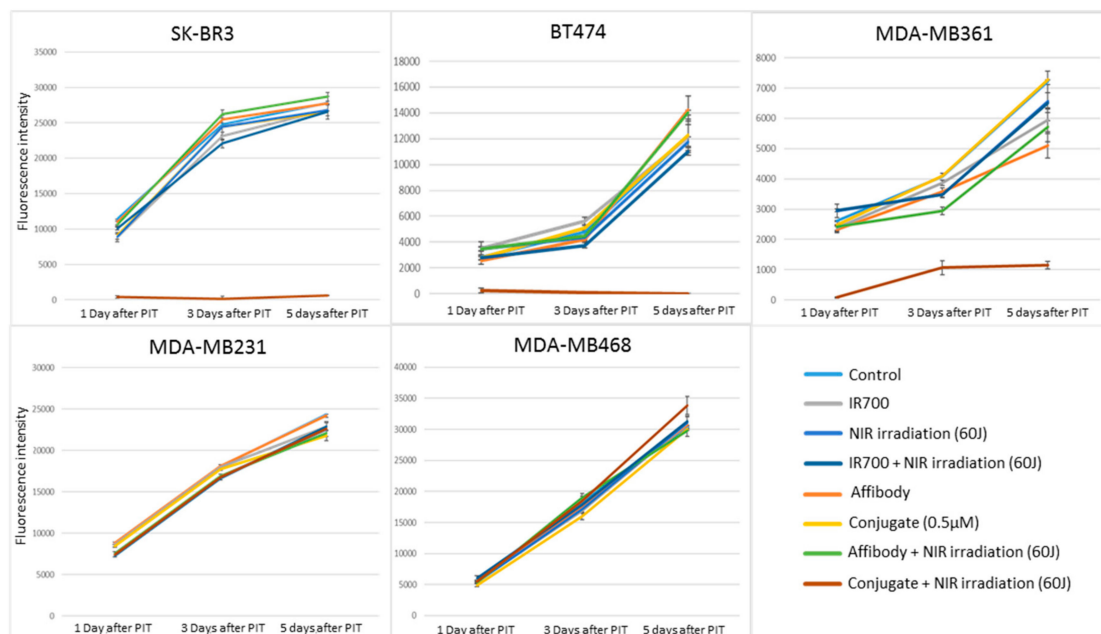 SK-BR3
Fluorescence intensity
35000
30000
25000
20000
15000
10000
5000
0
1 Day after PIT 3 Days after PIT 5 days after PIT
BT474
18000
16000
14000
12000
10000
8000
6000
4000
2000
0
1 Day after PIT 3 Days after PIT 5 days after PIT
MDA-MB361
8000
7000
6000
5000
4000
3000
2000
1000
0
1 Day after PIT 3 Days after PIT 5 days after PIT
MDA-MB231
Fluorescence intensity
30000
25000
20000
15000
10000
5000
0
1 Day after PIT 3 Days after PIT 5 days after PIT
MDA-MB468
40000
35000
30000
25000
20000
15000
10000
5000
0
1 Day after PIT 3 Days after PIT 5 days after PIT
Control
IR700
NIR irradiation (60J)
IR700 + NIR irradiation (60J)
Affibody
Conjugate (0.5μM)
Affibody + NIR irradiation (60J)
Conjugate + NIR irradiation (60J)